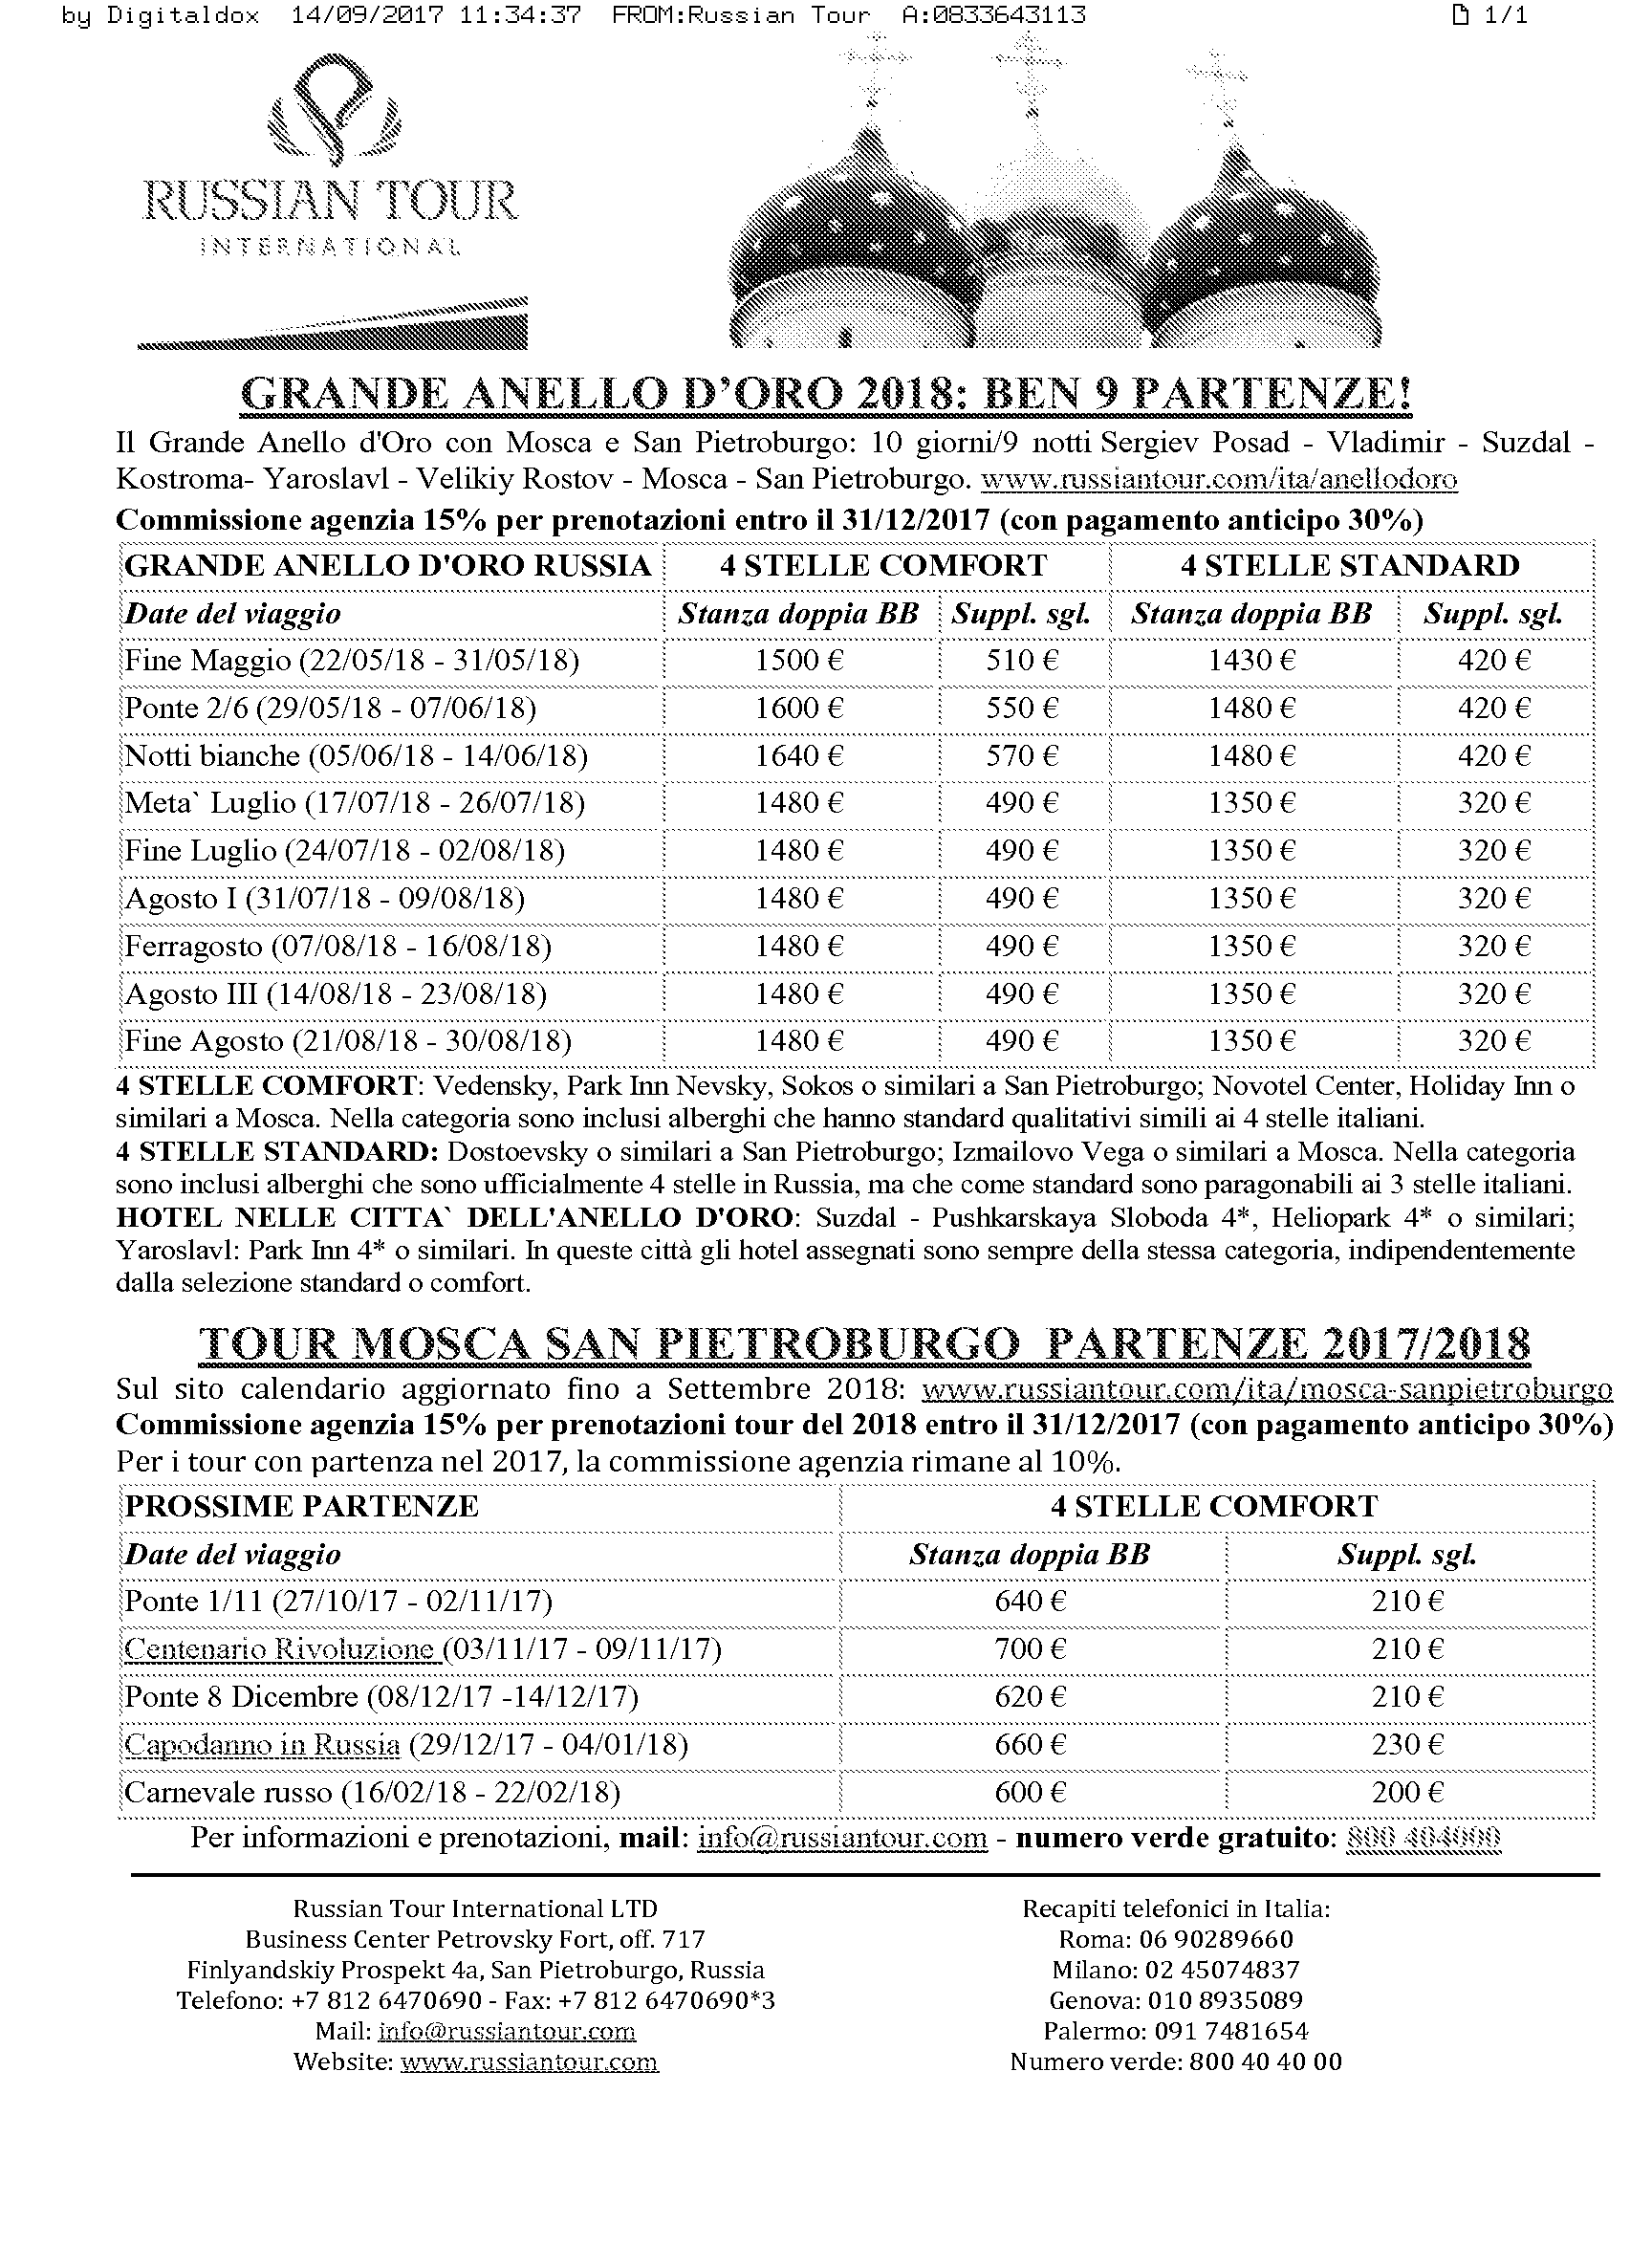 by Digitaldox 14/09/2017 11:34:37 FROM:Russian Tour A:0833643113 1/1
RUSSIAN TOUR
INTERNATIONAL
GRANDE ANELLO D'ORO 2018: BEN 9 PARTENZE!
Il Grande Anello d'Oro con Mosca e San Pietroburgo: 10 giorni/9 notti Sergiev Posad - Vladimir - Suzdal -
Kostroma- Yaroslavl - Velikiy Rostov - Mosca - San Pietroburgo. www.russiantour.com/ita/anellodoro
Commissione agenzia 15% per prenotazioni entro il 31/12/2017 (con pagamento anticipo 30%)
GRANDE ANELLO D'ORO RUSSIA 4 STELLE COMFORT 4 STELLE STANDARD
Date del viaggio Stanza doppia BB Suppl. sgl. Stanza doppia BB Suppl. sgl.
Fine Maggio (22/05/18 - 31/05/18) 1500 € 510 € 1430 € 420 €
Ponte 2/6 (29/05/18 - 07/06/18) 1600 € 550 € 1480 € 420 €
Notti bianche (05/06/18 - 14/06/18) 1640 € 570 € 1480 € 420 €
Meta` Luglio (17/07/18 - 26/07/18) 1480 € 490 € 1350 € 320 €
Fine Luglio (24/07/18 - 02/08/18) 1480 € 490 € 1350 € 320 €
Agosto I (31/07/18 - 09/08/18) 1480 € 490 € 1350 € 320 €
Ferragosto (07/08/18 - 16/08/18) 1480 € 490 € 1350 € 320 €
Agosto III (14/08/18 - 23/08/18) 1480 € 490 € 1350 € 320 €
Fine Agosto (21/08/18 - 30/08/18) 1480 € 490 € 1350 € 320 €
4 STELLE COMFORT: Vedensky, Park Inn Nevsky, Sokos o similari a San Pietroburgo; Novotel Center, Holiday Inn o
similari a Mosca. Nella categoria sono inclusi alberghi che hanno standard qualitativi simili ai 4 stelle italiani.
4 STELLE STANDARD: Dostoevsky o similari a San Pietroburgo; Izmailovo Vega o similari a Mosca. Nella categoria
sono inclusi alberghi che sono ufficialmente 4 stelle in Russia, ma che come standard sono paragonabili ai 3 stelle italiani.
HOTEL NELLE CITTA` DELL'ANELLO D'ORO: Suzdal - Pushkarskaya Sloboda 4*, Heliopark 4* o similari;
Yaroslavl: Park Inn 4* o similari. In queste città gli hotel assegnati sono sempre della stessa categoria, indipendentemente
dalla selezione standard o comfort.
TOUR MOSCA SAN PIETROBURGO PARTENZE 2017/2018
Sul sito calendario aggiornato fino a Settembre 2018: www.russiantour.com/ita/mosca-sanpietroburgo
Commissione agenzia 15% per prenotazioni tour del 2018 entro il 31/12/2017 (con pagamento anticipo 30%)
Per i tour con partenza nel 2017, la commissione agenzia rimane al 10%.
PROSSIME PARTENZE 4 STELLE COMFORT
Date del viaggio Stanza doppia BB Suppl. sgl.
Ponte 1/11 (27/10/17 - 02/11/17) 640 € 210 €
Centenario Rivoluzione (03/11/17 - 09/11/17) 700 € 210 €
Ponte 8 Dicembre (08/12/17 -14/12/17) 620 € 210 €
Capodanno in Russia (29/12/17 - 04/01/18) 660 € 230 €
Carnevale russo (16/02/18 - 22/02/18) 600 € 200 €
Per informazioni e prenotazioni, mail: info@russiantour.com - numero verde gratuito: 800 404000
Russian Tour International LTD
Business Center Petrovsky Fort, off. 717
Finlyandskiy Prospekt 4a, San Pietroburgo, Russia
Telefono: +7 812 6470690 - Fax: +7 812 6470690*3
Mail: info@russiantour.com
Website: www.russiantour.com
Recapiti telefonici in Italia:
Roma: 06 90289660
Milano: 02 45074837
Genova: 010 8935089
Palermo: 091 7481654
Numero verde: 800 40 40 00